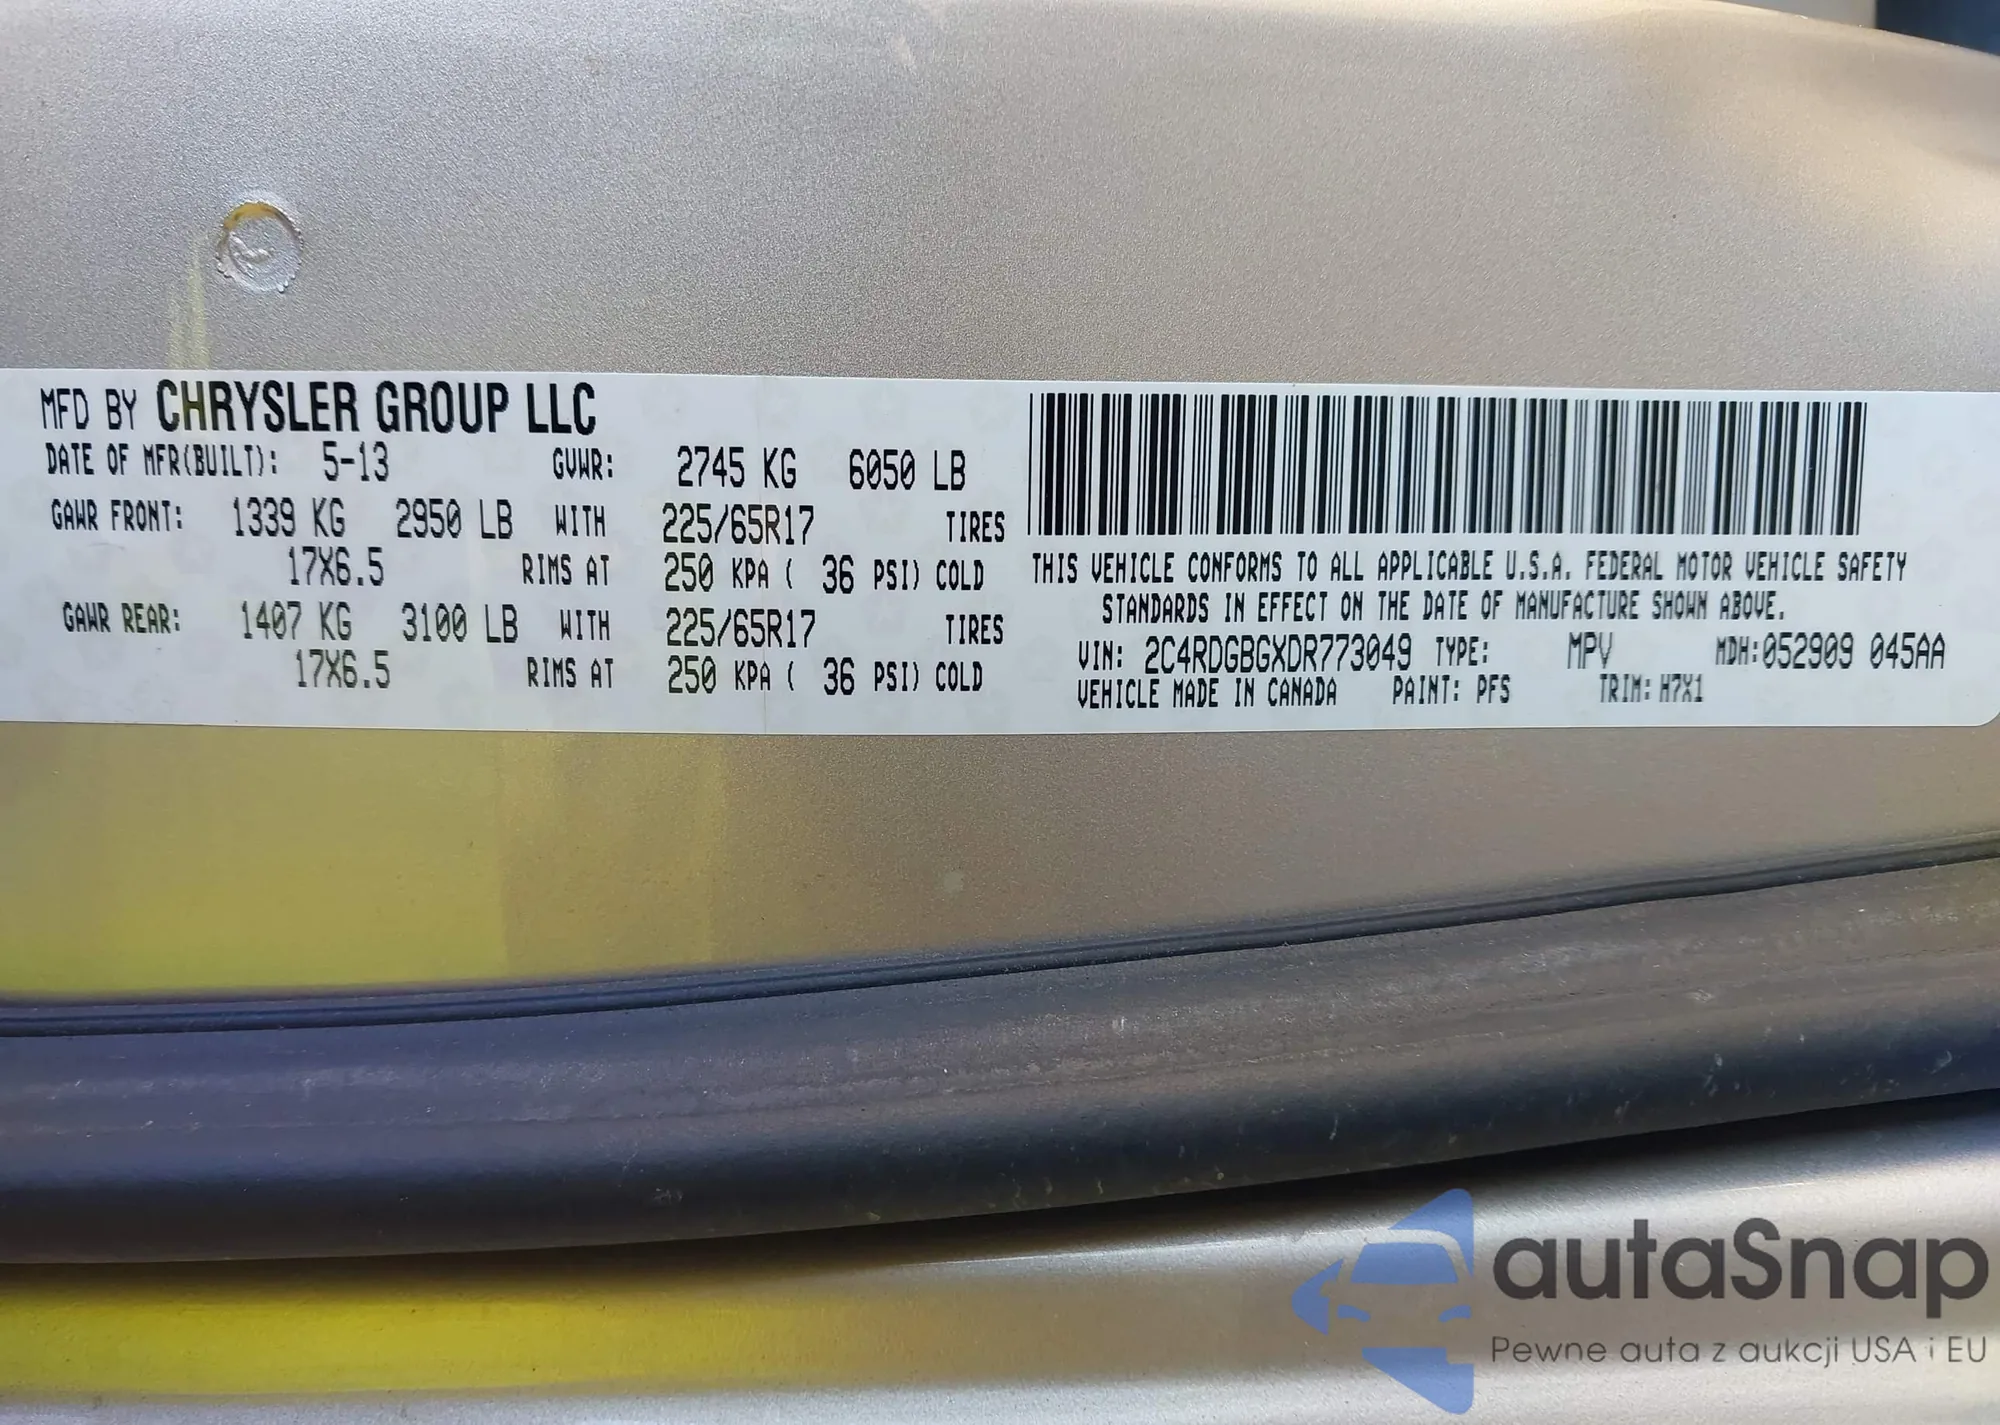 MFD BY CHRYSLER GROUP LLC
DATE OF MFR(BUILT): 5-13 GVWR: 2745 KG 6050 LB
GAWR FRONT: 1339 KG 2950 LB WITH 225/65R17 TIRES
17X6.5 RIMS AT 250 KPA ( 36 PSI) COLD
GAWR REAR: 1407 KG 3100 LB WITH 225/65R17 TIRES
17X6.5 RIMS AT 250 KPA ( 36 PSI) COLD
THIS VEHICLE CONFORMS TO ALL APPLICABLE U.S.A. FEDERAL MOTOR VEHICLE SAFETY
STANDARDS IN EFFECT ON THE DATE OF MANUFACTURE SHOWN ABOVE.
VIN: 2C4RDGBGXDR773049 TYPE: MPV MDH:052909 045AA
VEHICLE MADE IN CANADA PAINT: PFS TRIM: H7X1
autaSnap
Pewne auta z aukcji USA i EU